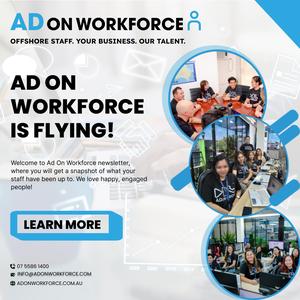 AD ON WORKFORCE
OFFSHORE STAFF. YOUR BUSINESS. OUR TALENT.
AD ON
WORKFORCE
IS FLYING!
Welcome to Ad On Workforce newsletter,
where you will get a snapshot of what your
staff have been up to. We love happy, engaged
people!
LEARN MORE
07 5586 1400
INFO@ADONWORKFORCE.COM
ADONWORKFORCE.COM.AU